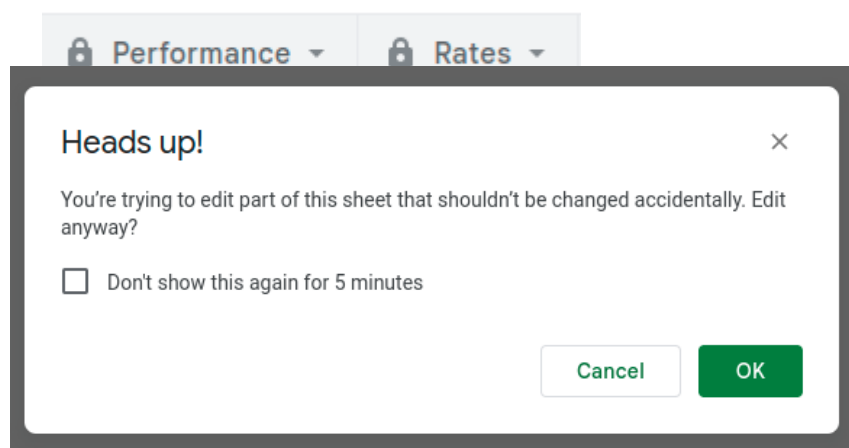 Performance Rates
Heads up!
You're trying to edit part of this sheet that shouldn't be changed accidentally. Edit
anyway?
Don't show this again for 5 minutes
Cancel OK